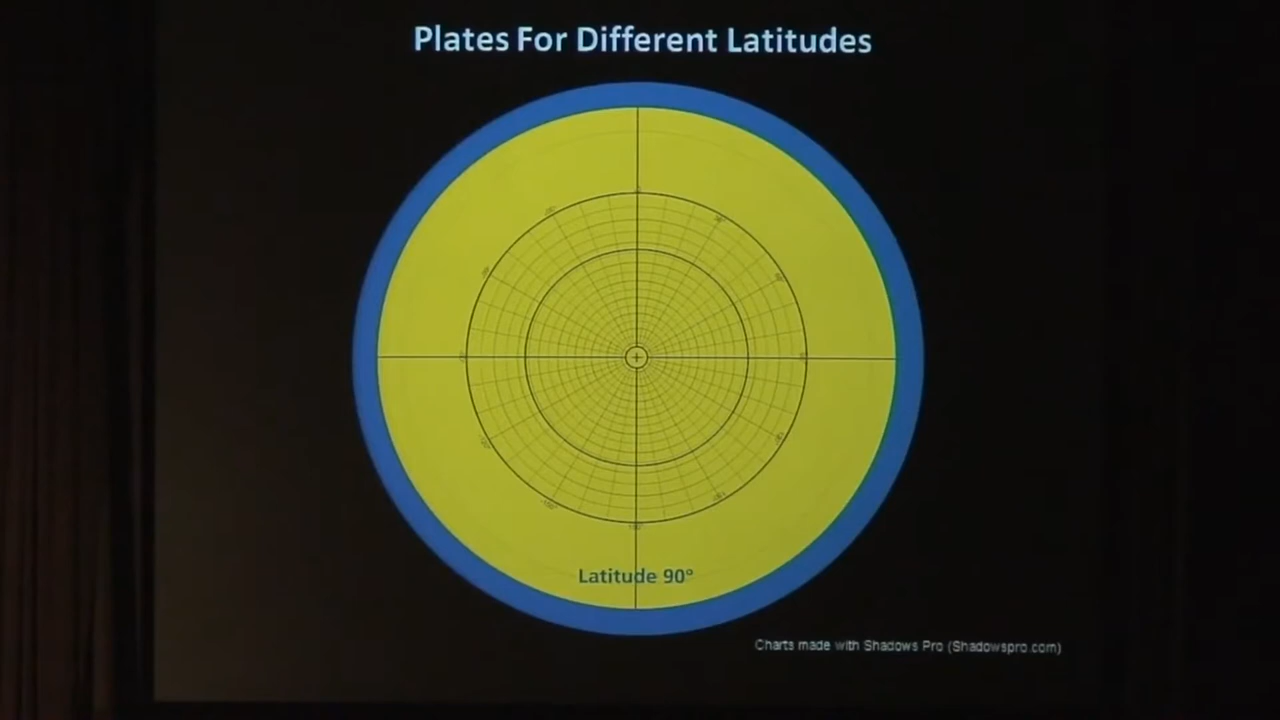 Plates For Different Latitudes
Latitude 90°
Charts made with Shadows Pro (Shadowspro.com)